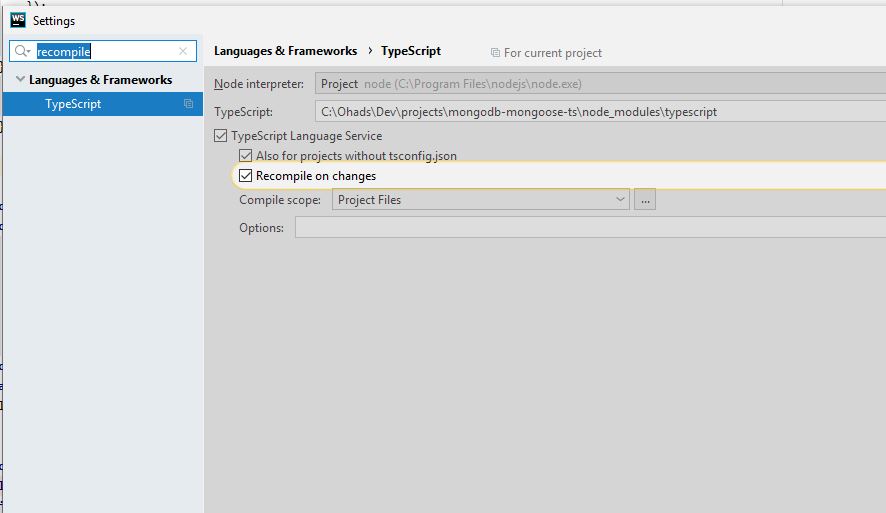 });
WS Settings
recompile
Languages & Frameworks
TypeScript
Languages & Frameworks › TypeScript For current project
Node interpreter: Project node (C:\Program Files\nodejs\node.exe)
TypeScript: C:\Ohads\Dev\projects\mongodb-mongoose-ts\node_modules\typescript
TypeScript Language Service
Also for projects without tsconfig.json
Recompile on changes
Compile scope: Project Files ...
Options: